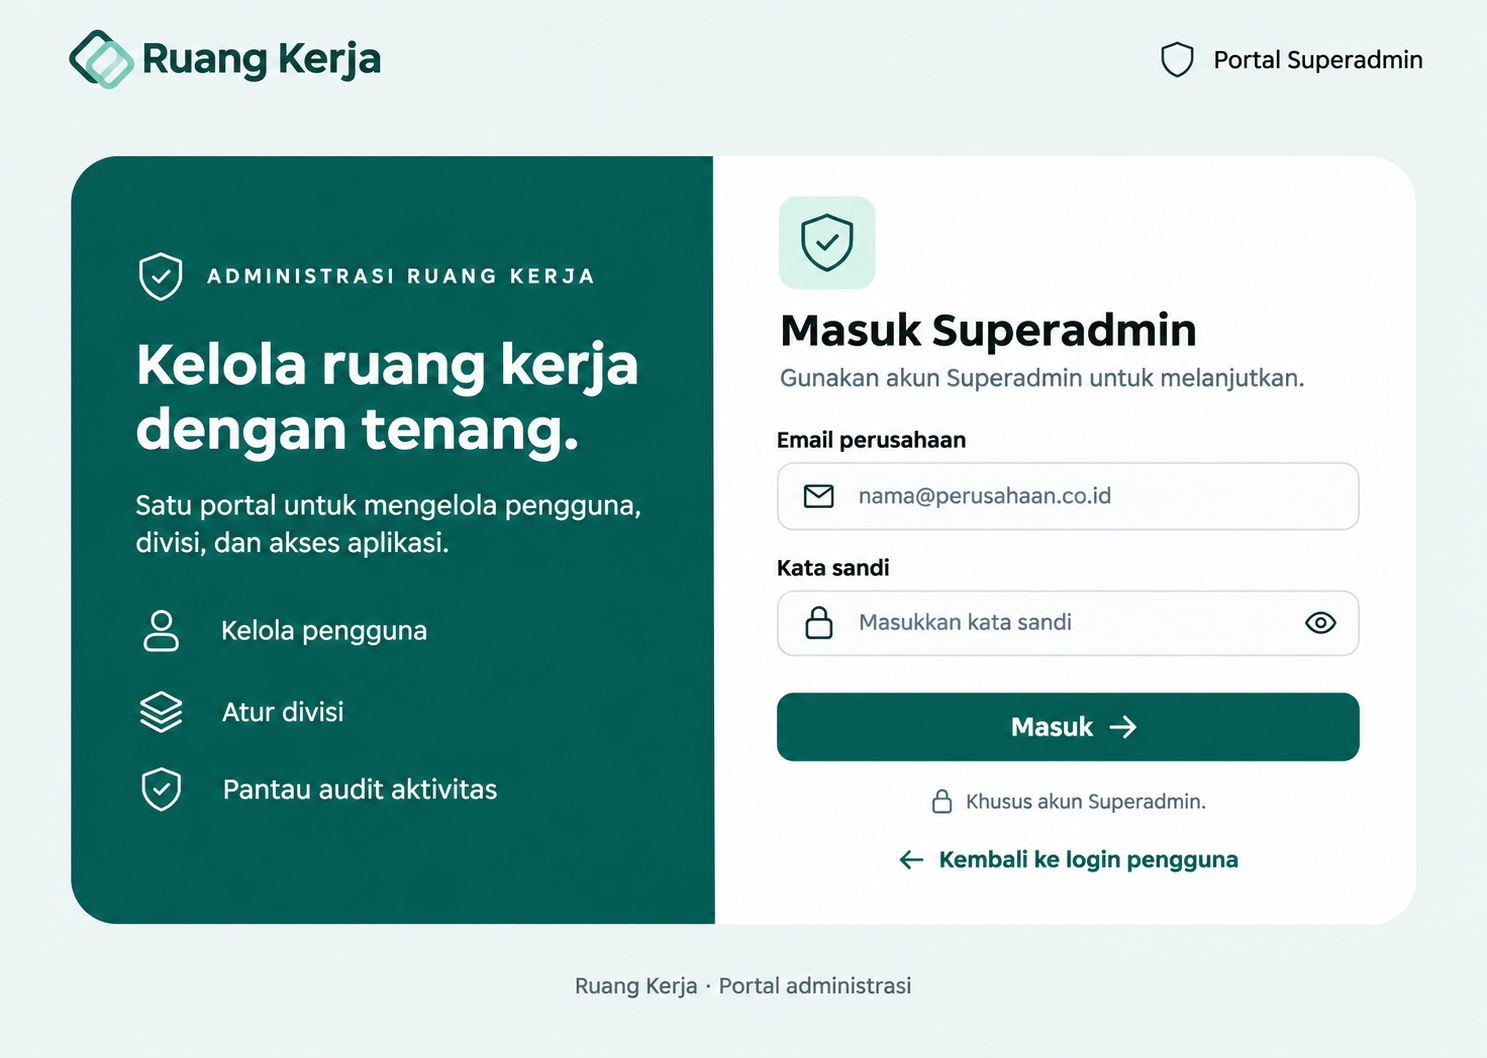 Ruang Kerja
Portal Superadmin
ADMINISTRASI RUANG KERJA
Kelola ruang kerja
dengan tenang.
Satu portal untuk mengelola pengguna,
divisi, dan akses aplikasi.
Kelola pengguna
Atur divisi
Pantau audit aktivitas
Masuk Superadmin
Gunakan akun Superadmin untuk melanjutkan.
Email perusahaan
nama@perusahaan.co.id
Kata sandi
Masukkan kata sandi
Masuk →
Khusus akun Superadmin.
← Kembali ke login pengguna
Ruang Kerja · Portal administrasi